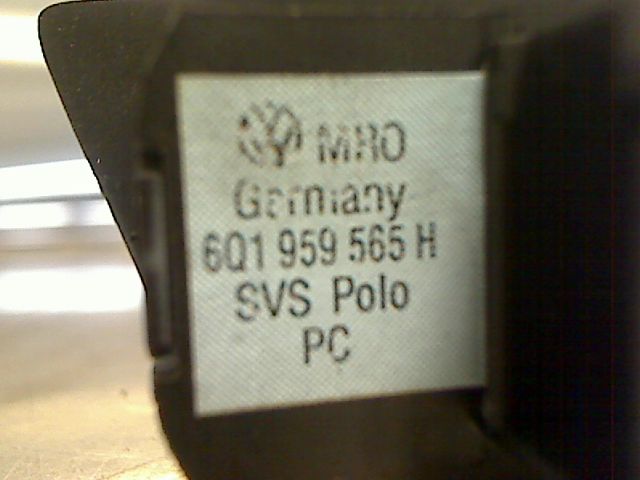 MRO
Germany
6Q1 959 565 H
SVS Polo
PC